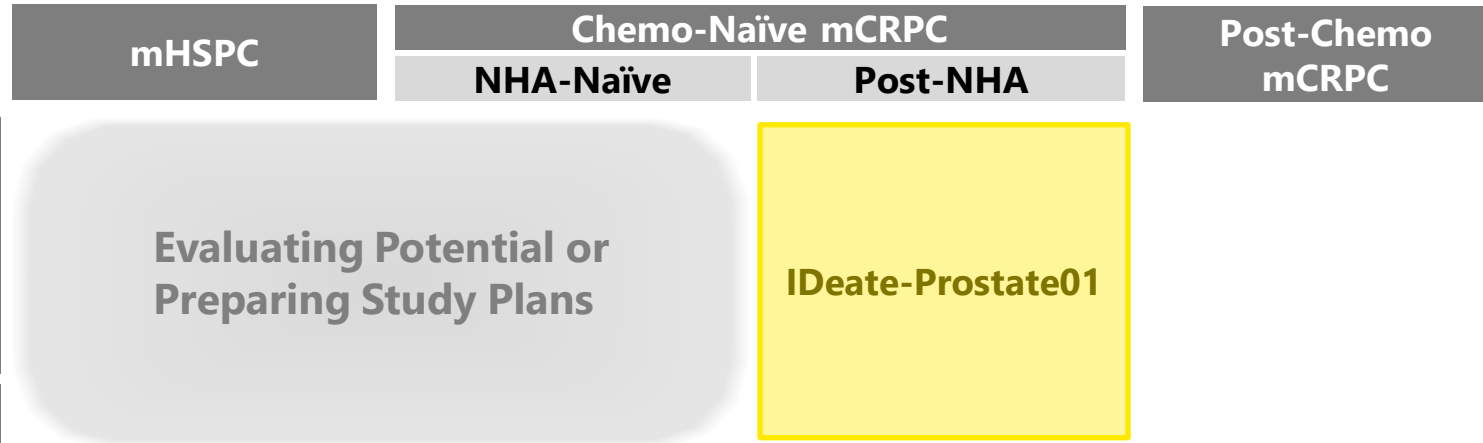 mHSPC
Chemo-Naïve mCRPC
NHA-Naïve
Post-NHA
Post-Chemo
mCRPC
Evaluating Potential or
Preparing Study Plans
IDeate-Prostate01